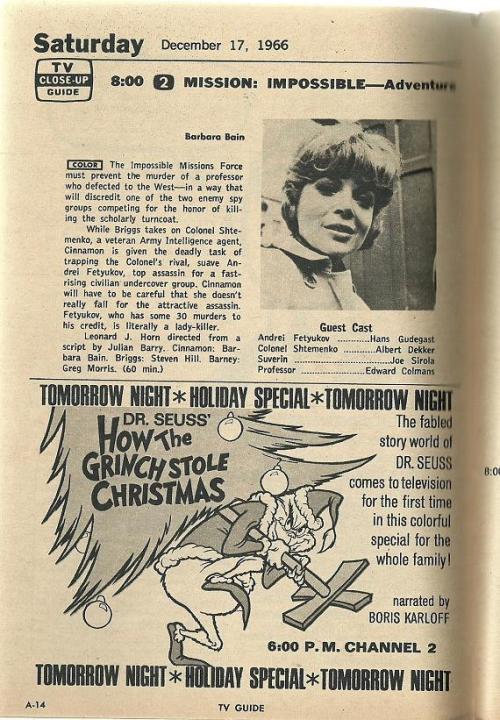 Saturday December 17, 1966
TV
CLOSE-UP
GUIDE
8:00 2 MISSION: IMPOSSIBLE—Adventure
Barbara Bain
COLOR The Impossible Missions Force
must prevent the murder of a professor
who defected to the West—in a way that
will discredit one of the two enemy spy
groups competing for the honor of kill-
ing the scholarly turncoat.
While Briggs takes on Colonel Shte-
menko, a veteran Army Intelligence agent,
Cinnamon is given the deadly task of
trapping the Colonel's rival, suave An-
drei Fetyukov, top assassin for a fast-
rising civilian undercover group. Cinnamon
will have to be careful that she doesn't
really fall for the attractive assassin.
Fetyukov, who has some 30 murders to
his credit, is literally a lady-killer.
Leonard J. Horn directed from a
script by Julian Barry. Cinnamon: Bar-
bara Bain. Briggs: Steven Hill. Barney:
Greg Morris. (60 min.)
Guest Cast
Andrei Fetyukov ............Hans Gudegast
Colonel Shtemenko ............Albert Dekker
Suverin ............Joe Sirola
Professor ............Edward Colmans
TOMORROW NIGHT*HOLIDAY SPECIAL*TOMORROW NIGHT
DR. SEUSS'
HOW THE
GRINCH STOLE
CHRISTMAS
The fabled
story world of
DR. SEUSS
comes to television
for the first time
in this colorful
special for the
whole family!
narrated by
BORIS KARLOFF
6:00 P.M. CHANNEL 2
TOMORROW NIGHT*HOLIDAY SPECIAL*TOMORROW NIGHT
A-14
TV GUIDE